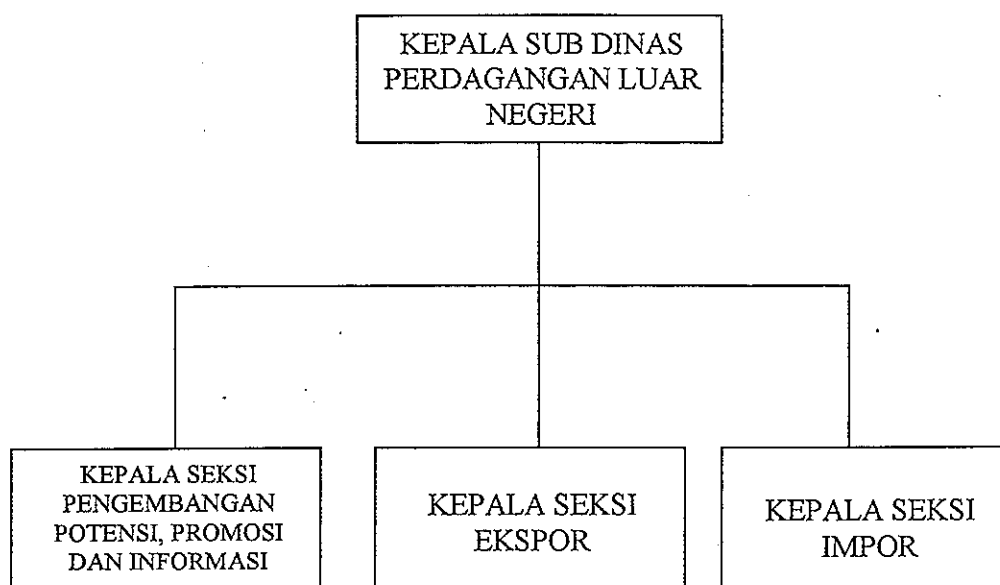 KEPALA SUB DINAS
PERDAGANGAN LUAR
NEGERI
KEPALA SEKSI
PENGEMBANGAN
POTENSI, PROMOSI
DAN INFORMASI
KEPALA SEKSI
EKSPOR
KEPALA SEKSI
IMPOR